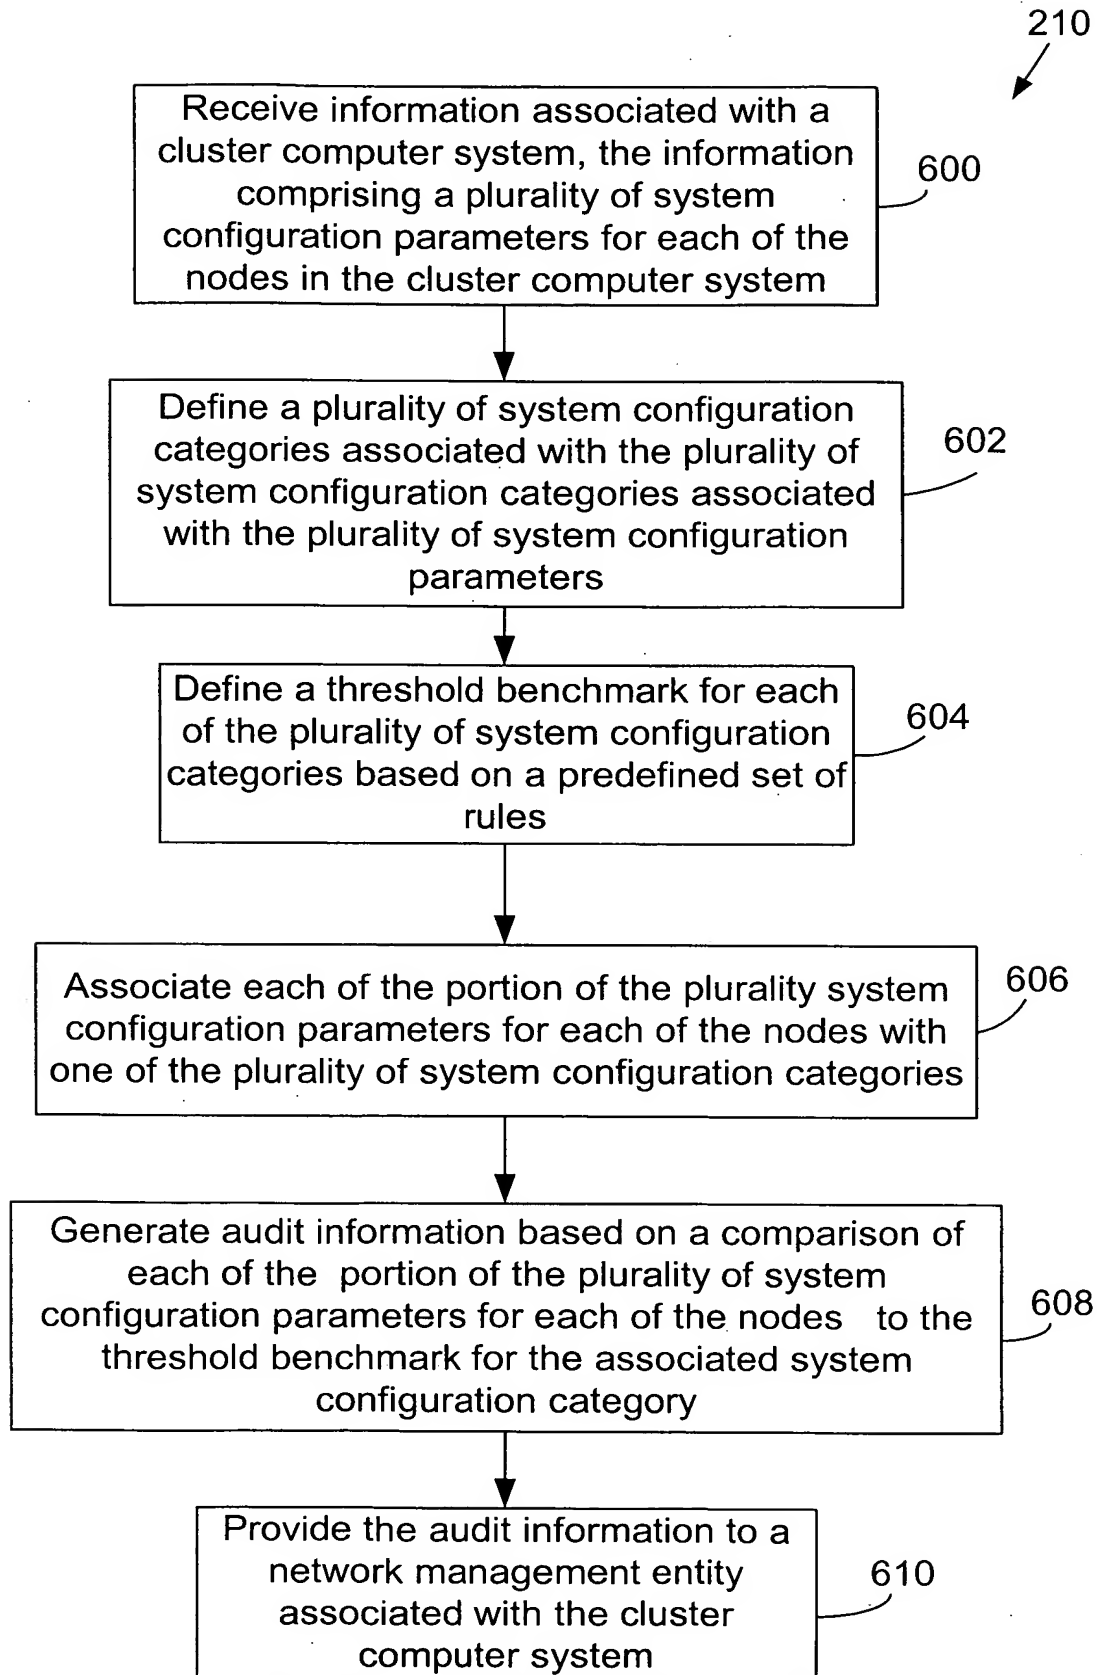 210
Receive information associated with a
cluster computer system, the information
comprising a plurality of system
configuration parameters for each of the
nodes in the cluster computer system
600
Define a plurality of system configuration
categories associated with the plurality of
system configuration categories associated
with the plurality of system configuration
parameters
602
Define a threshold benchmark for each
of the plurality of system configuration
categories based on a predefined set of
rules
604
Associate each of the portion of the plurality system
configuration parameters for each of the nodes with
one of the plurality of system configuration categories
606
Generate audit information based on a comparison of
each of the portion of the plurality of system
configuration parameters for each of the nodes to the
threshold benchmark for the associated system
configuration category
608
Provide the audit information to a
network management entity
associated with the cluster
computer system
610